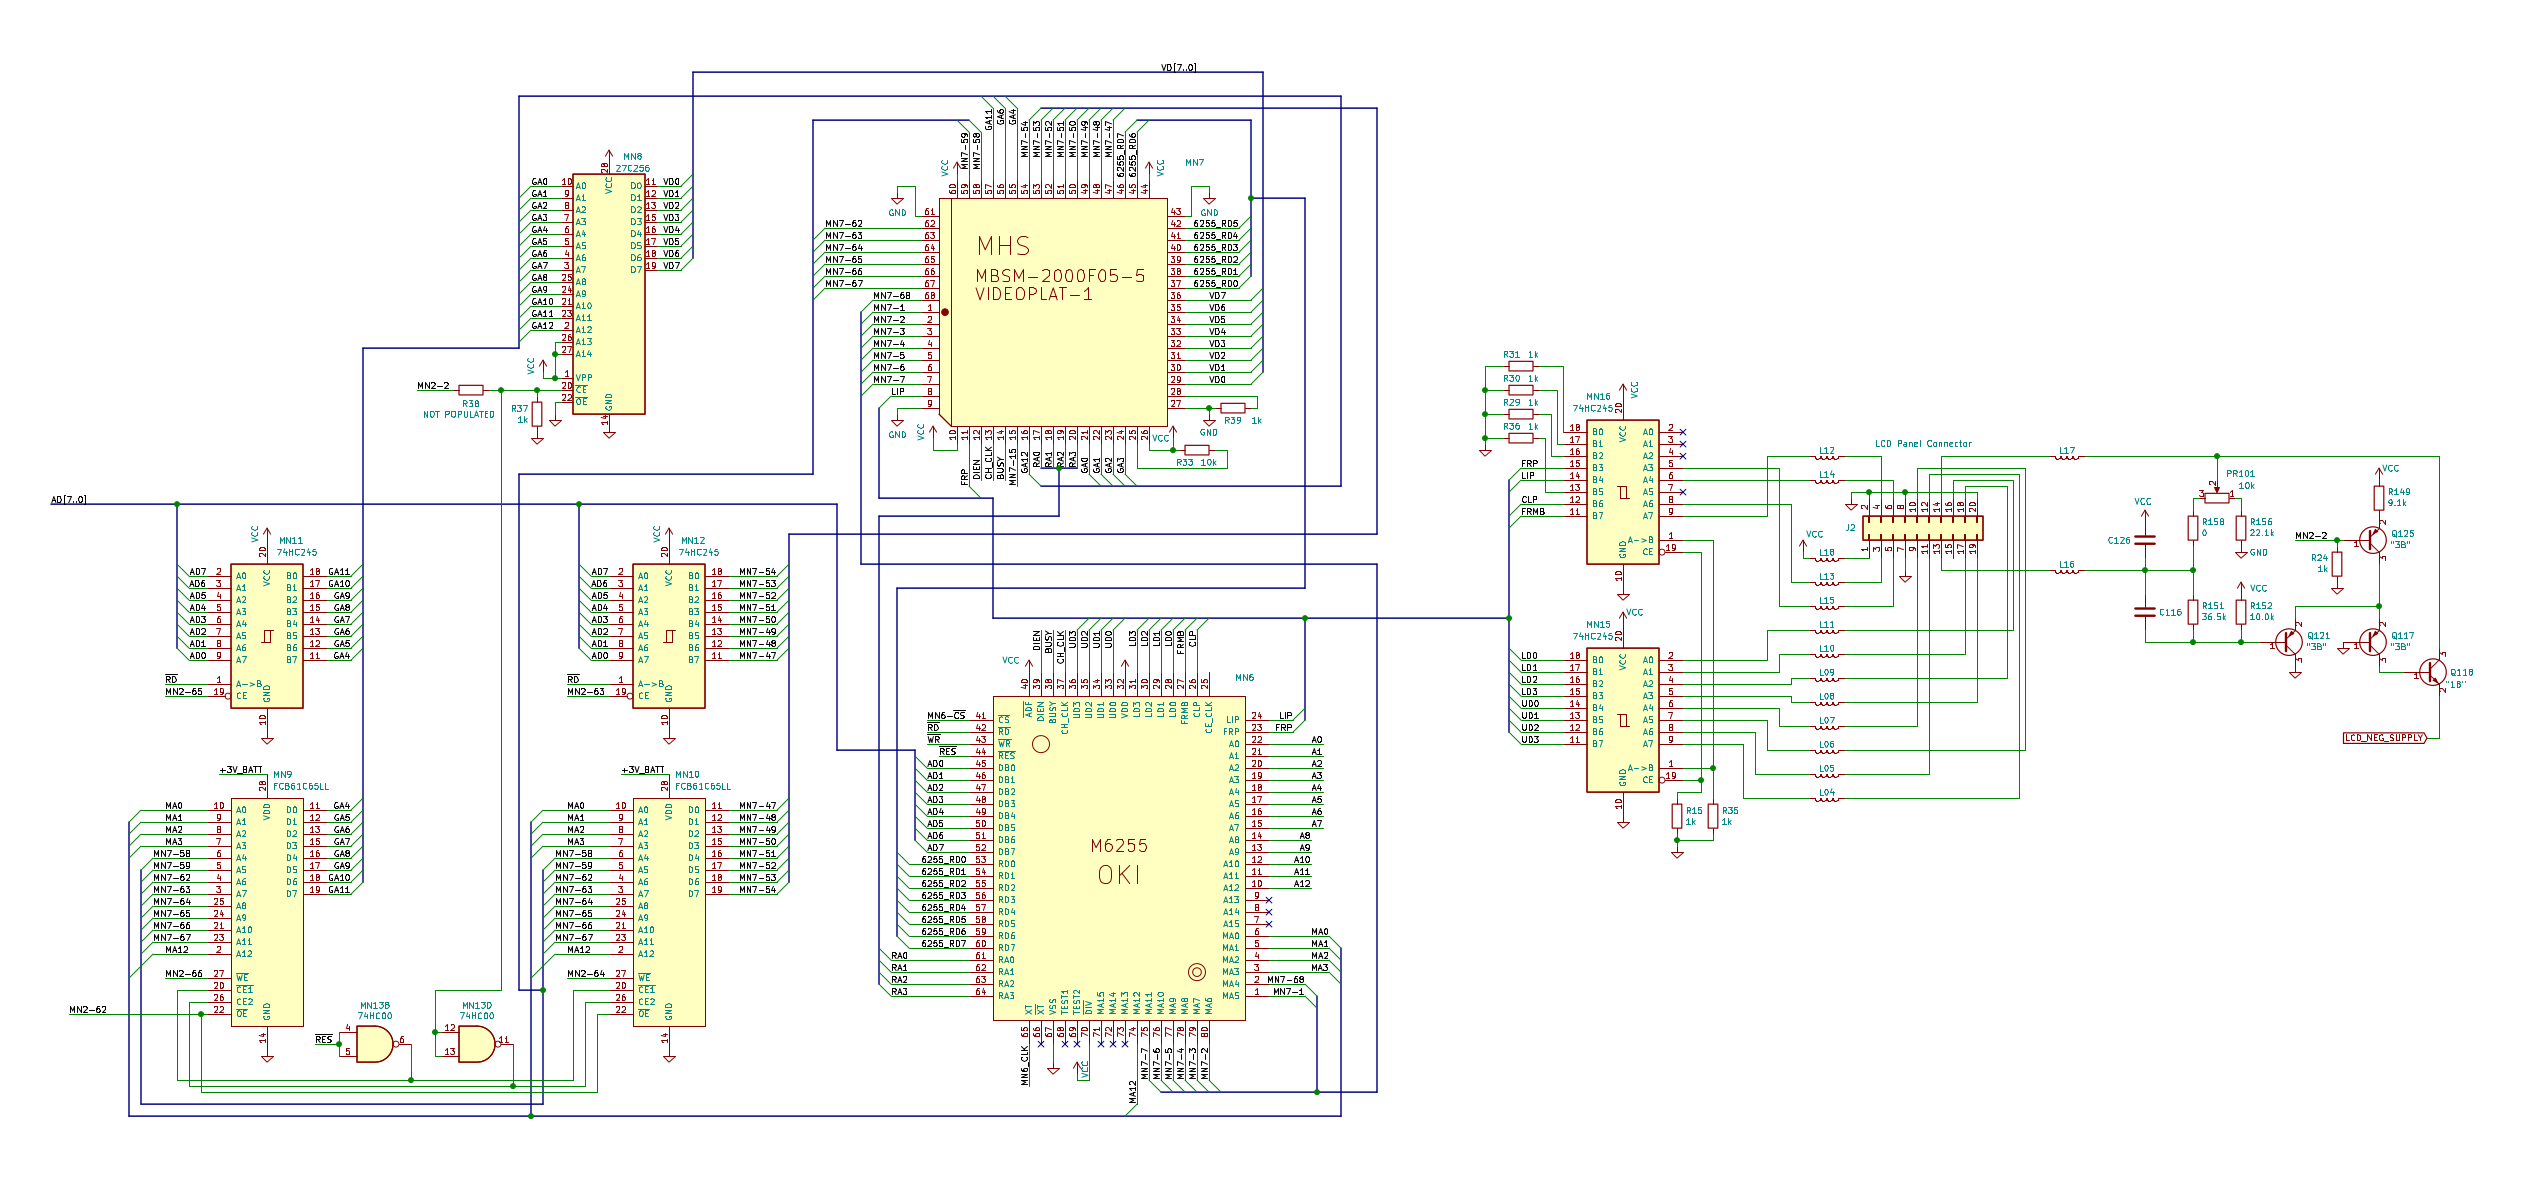 VD[7..0]
MN8
27C256
VCC
GA0 10 A0 D0 11 VD0
GA1 9 A1 D1 12 VD1
GA2 8 A2 D2 13 VD2
GA3 7 A3 D3 15 VD3
GA4 6 A4 D4 16 VD4
GA5 5 A5 D5 17 VD5
GA6 4 A6 D6 18 VD6
GA7 3 A7 D7 19 VD7
GA8 25 A8
GA9 24 A9
GA10 21 A10
GA11 23 A11
GA12 2 A12
26 A13
27 A14
VCC
1 VPP
MN2-2 20 CE
22 OE
GND
14
R38
NOT POPULATED
R37
1k
MN7
MN7-59
MN7-58
GA11
GA6
GA4
MN7-54
MN7-53
MN7-52
MN7-51
MN7-50
MN7-49
MN7-48
MN7-47
6255_RD7
6255_RD6
VCC
VCC
60 59 58 57 56 55 54 53 52 51 50 49 48 47 46 45 44
GND
GND
61 43
MN7-62 62 42 6255_RD5
MN7-63 63 41 6255_RD4
MN7-64 64 40 6255_RD3
MN7-65 65 39 6255_RD2
MN7-66 66 38 6255_RD1
MN7-67 67 37 6255_RD0
MN7-68 68 36 VD7
MN7-1 1 35 VD6
MN7-2 2 34 VD5
MN7-3 3 33 VD4
MN7-4 4 32 VD3
MN7-5 5 31 VD2
MN7-6 6 30 VD1
MN7-7 7 29 VD0
LIP 8 28
9 27
MHS
MBSM-2000F05-5
VIDEOPLAT-1
R39 1k
GND
GND
VCC
VCC
R33 10k
10 11 12 13 14 15 16 17 18 19 20 21 22 23 24 25 26
FRP
DIEN
CH_CLK
BUSY
MN7-15
GA12
RA0
RA1
RA2
RA3
GA0
GA1
GA2
GA3
AD[7..0]
MN11
74HC245
VCC
20
AD7 2 A0 B0 18 GA11
AD6 3 A1 B1 17 GA10
AD5 4 A2 B2 16 GA9
AD4 5 A3 B3 15 GA8
AD3 6 A4 B4 14 GA7
AD2 7 A5 B5 13 GA6
AD1 8 A6 B6 12 GA5
AD0 9 A7 B7 11 GA4
RD 1 A->B
MN2-65 19 CE
GND
10
MN12
74HC245
VCC
20
AD7 2 A0 B0 18 MN7-54
AD6 3 A1 B1 17 MN7-53
AD5 4 A2 B2 16 MN7-52
AD4 5 A3 B3 15 MN7-51
AD3 6 A4 B4 14 MN7-50
AD2 7 A5 B5 13 MN7-49
AD1 8 A6 B6 12 MN7-48
AD0 9 A7 B7 11 MN7-47
RD 1 A->B
MN2-63 19 CE
GND
10
+3V_BATT
MN9
FCB61C65LL
28
VDD
MA0 10 A0 D0 11 GA4
MA1 9 A1 D1 12 GA5
MA2 8 A2 D2 13 GA6
MA3 7 A3 D3 15 GA7
MN7-58 6 A4 D4 16 GA8
MN7-59 5 A5 D5 17 GA9
MN7-62 4 A6 D6 18 GA10
MN7-63 3 A7 D7 19 GA11
MN7-64 25 A8
MN7-65 24 A9
MN7-66 21 A10
MN7-67 23 A11
MA12 2 A12
MN2-66 27 WE
20 CE1
26 CE2
MN2-62 22 OE
GND
14
+3V_BATT
MN10
FCB61C65LL
28
VDD
MA0 10 A0 D0 11 MN7-47
MA1 9 A1 D1 12 MN7-48
MA2 8 A2 D2 13 MN7-49
MA3 7 A3 D3 15 MN7-50
MN7-58 6 A4 D4 16 MN7-51
MN7-59 5 A5 D5 17 MN7-52
MN7-62 4 A6 D6 18 MN7-53
MN7-63 3 A7 D7 19 MN7-54
MN7-64 25 A8
MN7-65 24 A9
MN7-66 21 A10
MN7-67 23 A11
MA12 2 A12
MN2-64 27 WE
20 CE1
26 CE2
22 OE
GND
14
MN13B
74HC00
RES 4 5 6
MN13D
74HC00
12 13 11
MN6
DIEN
BUSY
CH_CLK
UD3
UD2
UD1
UD0
LD3
LD2
LD1
LD0
FRMB
CLP
VCC
40 39 38 37 36 35 34 33 32 31 30 29 28 27 26 25
ADF DIEN BUSY CH_CLK UD3 UD2 UD1 UD0 VDD LD3 LD2 LD1 LD0 FRMB CLP CE_CLK
MN6-CS 41 CS LIP 24 LIP
RD 42 RD FRP 23 FRP
WR 43 WR A0 22 A0
RES 44 RES A1 21 A1
AD0 45 DB0 A2 20 A2
AD1 46 DB1 A3 19 A3
AD2 47 DB2 A4 18 A4
AD3 48 DB3 A5 17 A5
AD4 49 DB4 A6 16 A6
AD5 50 DB5 A7 15 A7
AD6 51 DB6 A8 14 A8
AD7 52 DB7 A9 13 A9
6255_RD0 53 RD0 A10 12 A10
6255_RD1 54 RD1 A11 11 A11
6255_RD2 55 RD2 A12 10 A12
6255_RD3 56 RD3 A13 9
6255_RD4 57 RD4 A14 8
6255_RD5 58 RD5 A15 7
6255_RD6 59 RD6 MA0 6 MA0
6255_RD7 60 RD7 MA1 5 MA1
RA0 61 RA0 MA2 4 MA2
RA1 62 RA1 MA3 3 MA3
RA2 63 RA2 MA4 2 MN7-68
RA3 64 RA3 MA5 1 MN7-1
M6255
OKI
XT XT VSS TEST1 TEST2 DIV MA15 MA14 MA13 MA12 MA11 MA10 MA9 MA8 MA7 MA6
65 66 67 68 69 70 71 72 73 74 75 76 77 78 79 80
MN6_CLK
VCC
MA12
MN7-7
MN7-6
MN7-5
MN7-4
MN7-3
MN7-2
R31 1k
R30 1k
R29 1k
R36 1k
MN16
74HC245
VCC
20
18 B0 A0 2
17 B1 A1 3
16 B2 A2 4
FRP 15 B3 A3 5
LIP 14 B4 A4 6
13 B5 A5 7
CLP 12 B6 A6 8
FRMB 11 B7 A7 9
A->B 1
CE 19
GND
10
MN15
74HC245
VCC
20
LD0 18 B0 A0 2
LD1 17 B1 A1 3
LD2 16 B2 A2 4
LD3 15 B3 A3 5
UD0 14 B4 A4 6
UD1 13 B5 A5 7
UD2 12 B6 A6 8
UD3 11 B7 A7 9
A->B 1
CE 19
GND
10
R15
1k
R35
1k
LCD Panel Connector
L12
L14
VCC
L18
L13
L15
L11
L10
L09
L08
L07
L06
L05
L04
J2
2 4 6 8 10 12 14 16 18 20
1 3 5 7 9 11 13 15 17 19
L17
L16
PR101
10k
3 2 1
VCC
C126
C116
R158
0
R156
22.1k
GND
VCC
R151
36.5k
R152
10.0k
VCC
R149
9.1k
MN2-2
R24
1k
Q125
"3B"
Q121
"3B"
Q117
"3B"
Q118
"1B"
LCD_NEG_SUPPLY